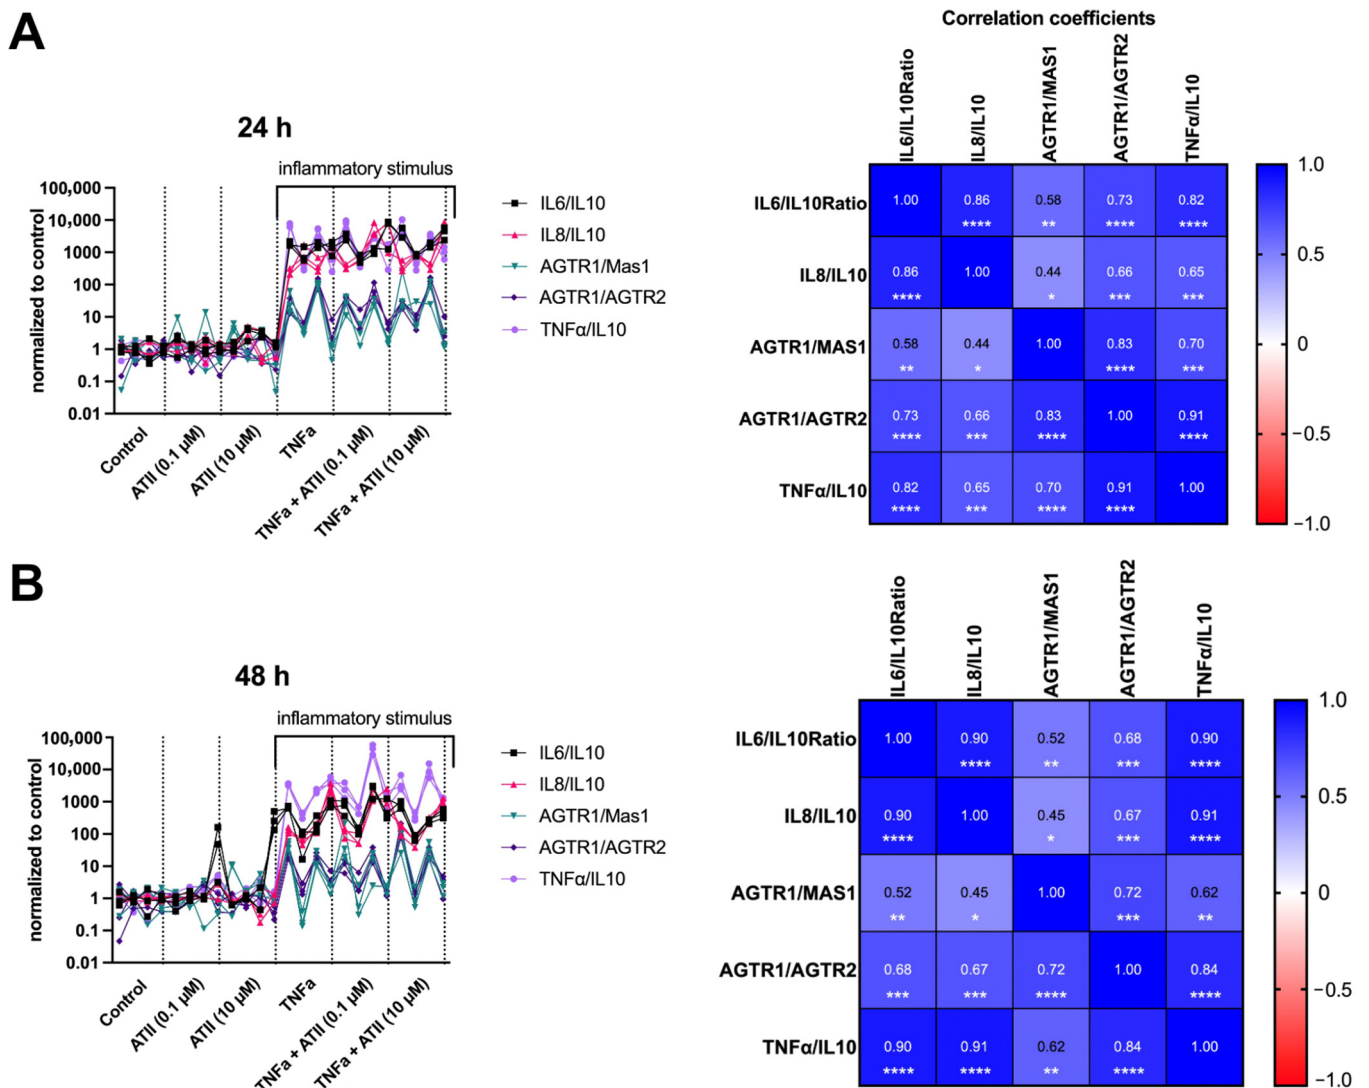 A
Correlation coefficients
24 h
inflammatory stimulus
normalized to control
100,000
10,000
1000
100
10
1
0.1
0.01
Control
ATII (0.1 µM)
ATII (10 µM)
TNFa
TNFa + ATII (0.1 µM)
TNFa + ATII (10 µM)
IL6/IL10
IL8/IL10
AGTR1/Mas1
AGTR1/AGTR2
TNFα/IL10
IL6/IL10Ratio
IL8/IL10
AGTR1/MAS1
AGTR1/AGTR2
TNFα/IL10
IL6/IL10Ratio 1.00 0.86 0.58 0.73 0.82
**** ** **** ****
IL8/IL10 0.86 1.00 0.44 0.66 0.65
**** * *** ***
AGTR1/MAS1 0.58 0.44 1.00 0.83 0.70
** * **** ***
AGTR1/AGTR2 0.73 0.66 0.83 1.00 0.91
**** *** **** ****
TNFα/IL10 0.82 0.65 0.70 0.91 1.00
**** *** **** ****
1.0
0.5
0
−0.5
−1.0
B
48 h
inflammatory stimulus
normalized to control
100,000
10,000
1000
100
10
1
0.1
0.01
Control
ATII (0.1 µM)
ATII (10 µM)
TNFa
TNFa + ATII (0.1 µM)
TNFa + ATII (10 µM)
IL6/IL10
IL8/IL10
AGTR1/Mas1
AGTR1/AGTR2
TNFα/IL10
IL6/IL10Ratio
IL8/IL10
AGTR1/MAS1
AGTR1/AGTR2
TNFα/IL10
IL6/IL10Ratio 1.00 0.90 0.52 0.68 0.90
**** ** *** ****
IL8/IL10 0.90 1.00 0.45 0.67 0.91
**** * *** ****
AGTR1/MAS1 0.52 0.45 1.00 0.72 0.62
** * *** **
AGTR1/AGTR2 0.68 0.67 0.72 1.00 0.84
*** *** **** ****
TNFα/IL10 0.90 0.91 0.62 0.84 1.00
**** **** ** ****
1.0
0.5
0
−0.5
−1.0